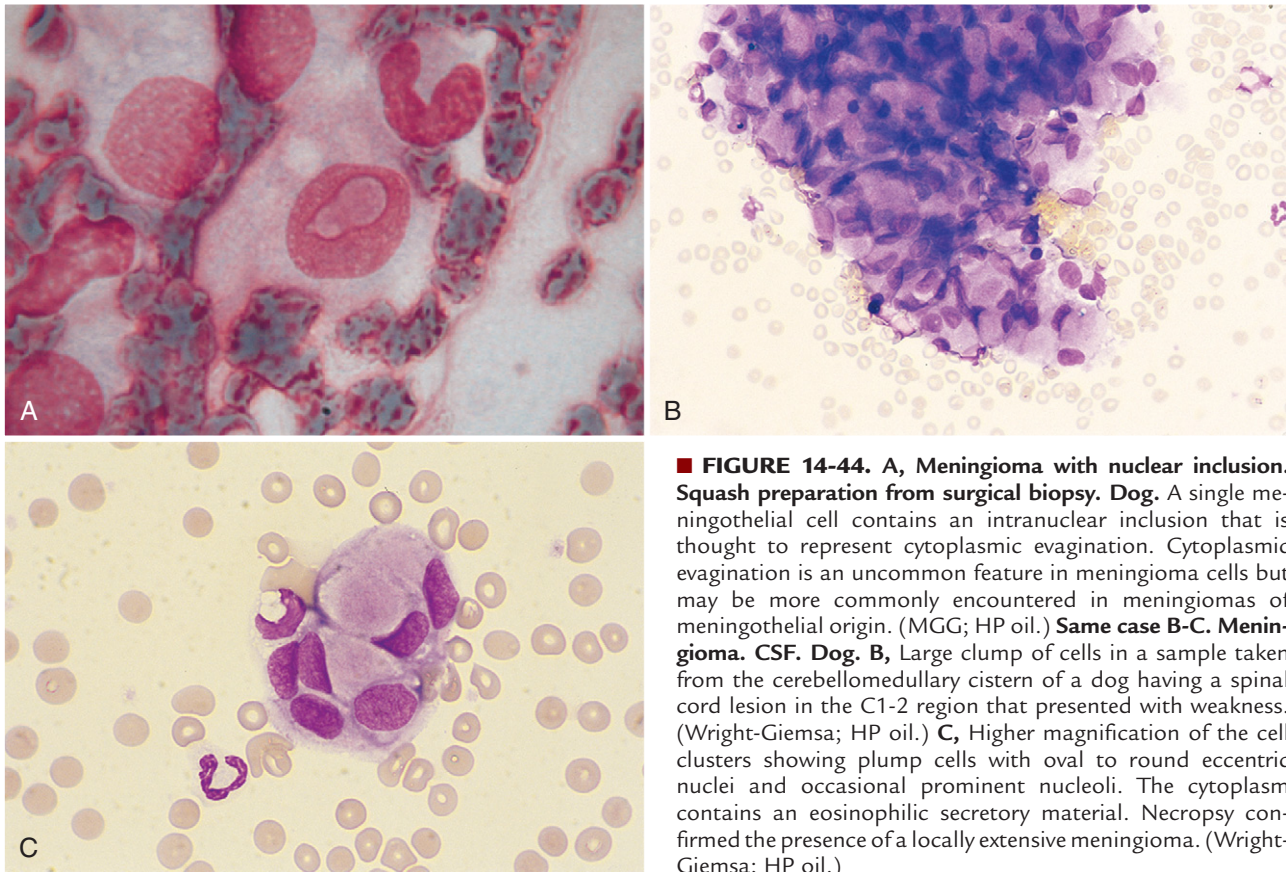 A
B
C
■ FIGURE 14-44. A, Meningioma with nuclear inclusion.
Squash preparation from surgical biopsy. Dog. A single me-
ningothelial cell contains an intranuclear inclusion that is
thought to represent cytoplasmic evagination. Cytoplasmic
evagination is an uncommon feature in meningioma cells but
may be more commonly encountered in meningiomas of
meningothelial origin. (MGG; HP oil.) Same case B-C. Menin-
gioma. CSF. Dog. B, Large clump of cells in a sample taken
from the cerebellomedullary cistern of a dog having a spinal
cord lesion in the C1-2 region that presented with weakness.
(Wright-Giemsa; HP oil.) C, Higher magnification of the cell
clusters showing plump cells with oval to round eccentric
nuclei and occasional prominent nucleoli. The cytoplasm
contains an eosinophilic secretory material. Necropsy con-
firmed the presence of a locally extensive meningioma. (Wright-
Giemsa; HP oil.)